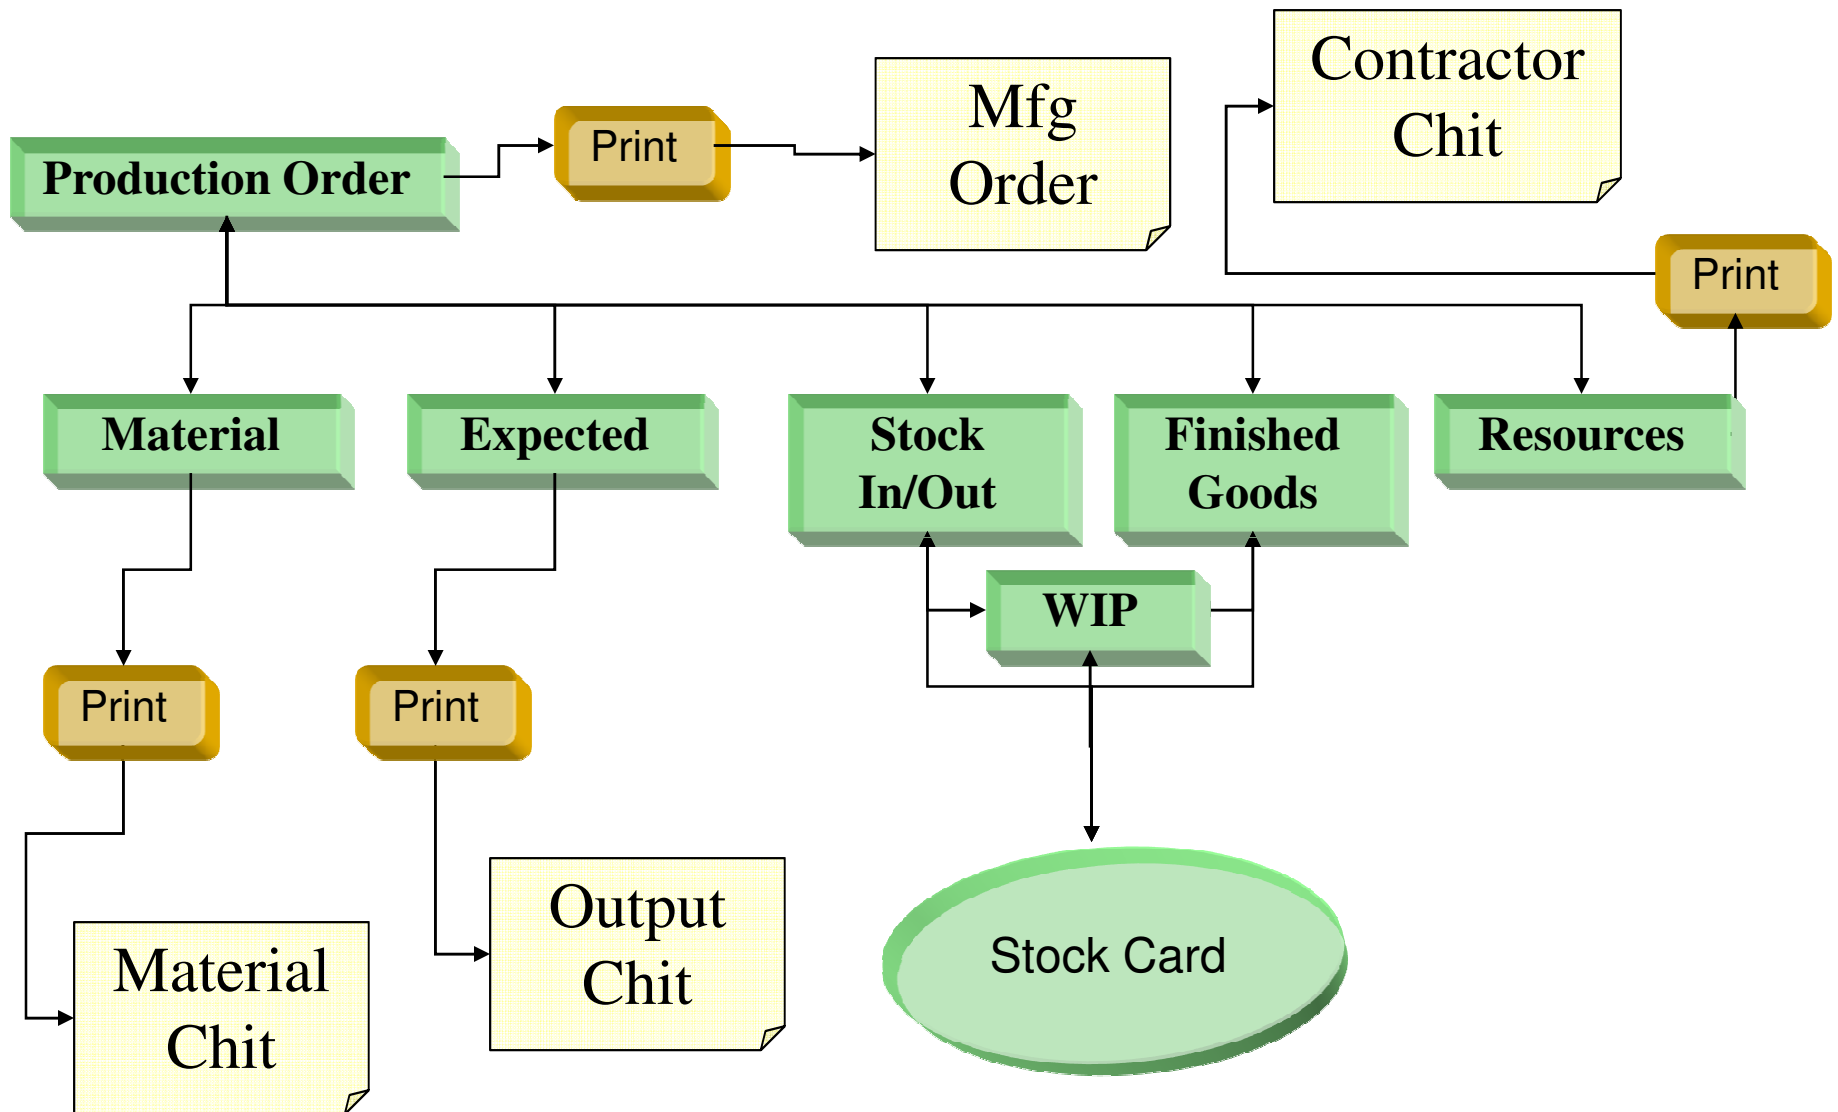 Contractor
Chit
Mfg
Order
Print
Production Order
Print
Material
Expected
Stock
In/Out
Finished
Goods
Resources
WIP
Print
Print
Output
Chit
Stock Card
Material
Chit